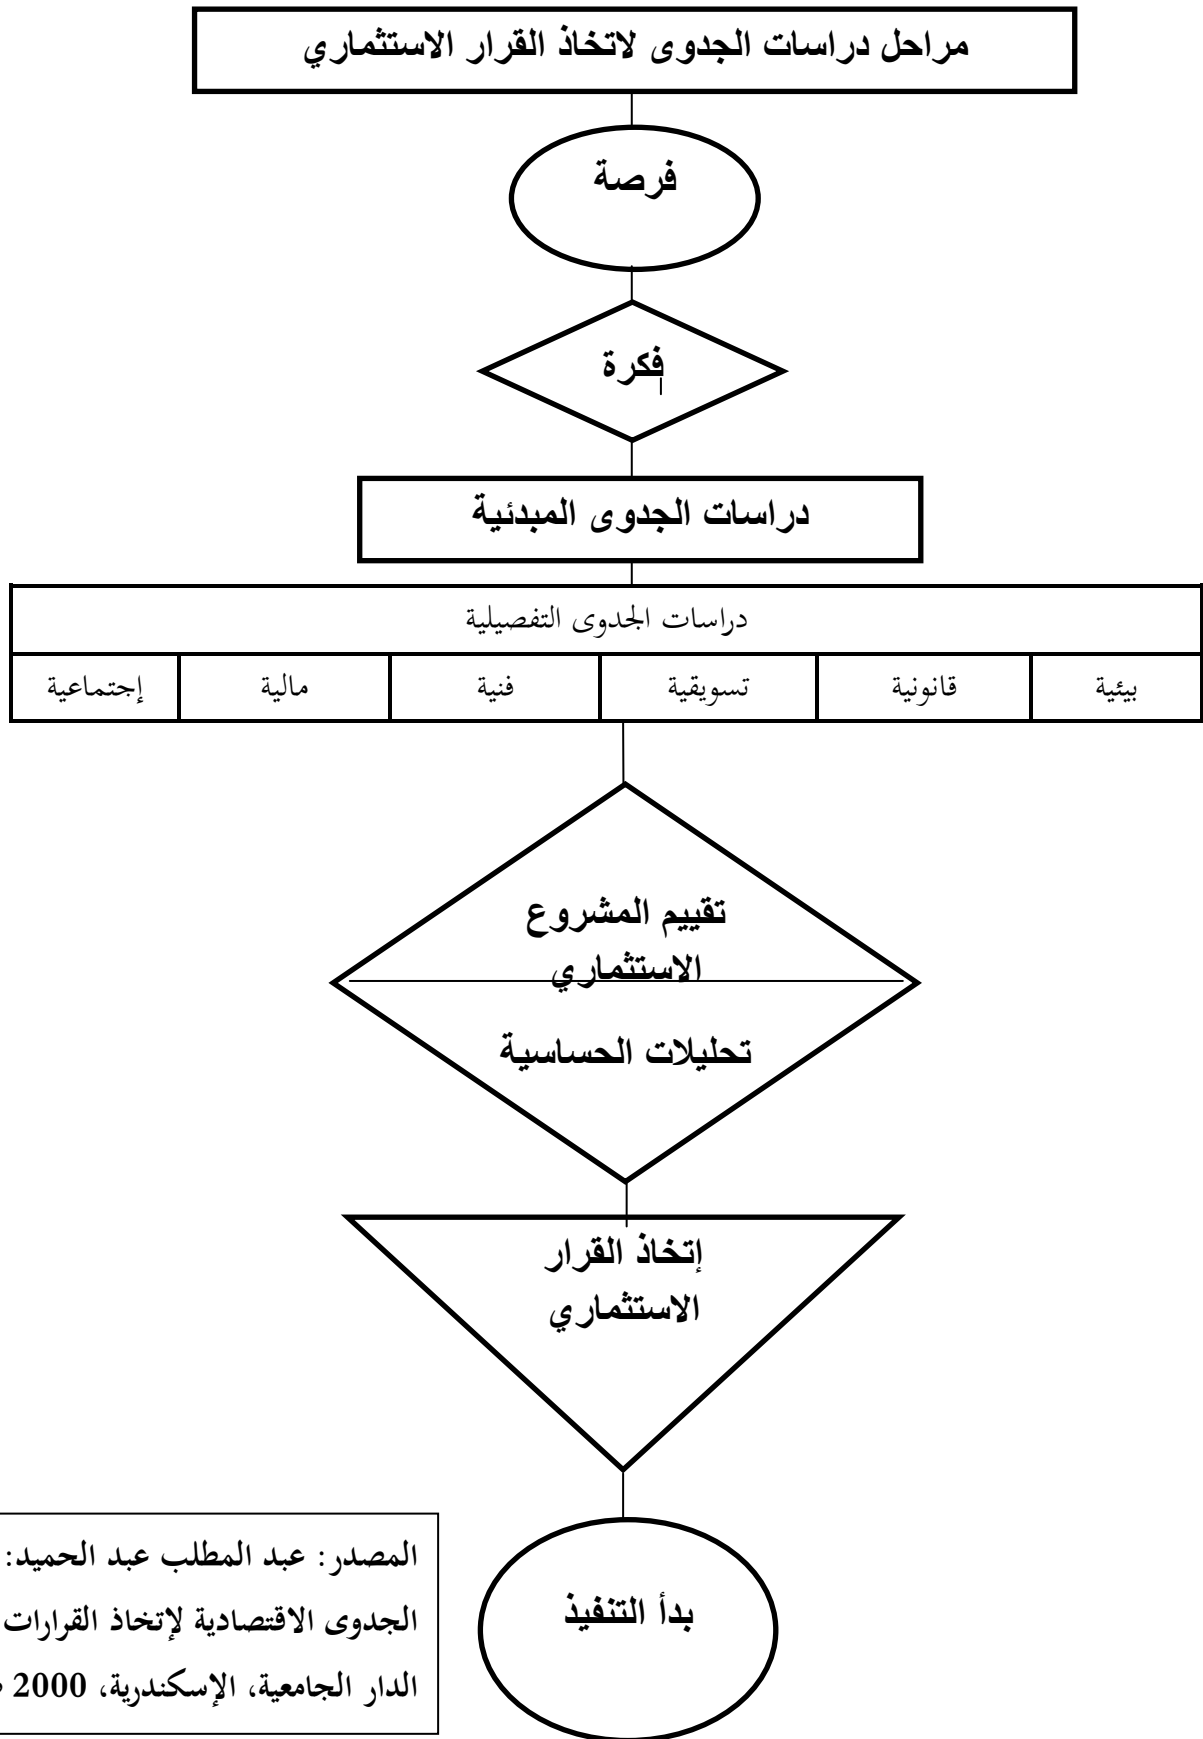 مراحل دراسات الجدوى لاتخاذ القرار الاستثماري
فرصة
فكرة
دراسات الجدوى المبدئية
دراسات الجدوى التفصيلية
بيئية
قانونية
تسويقية
فنية
مالية
إجتماعية
تقييم المشروع
الاستثماري
تحليلات الحساسية
إتخاذ القرار
الاستثماري
بدأ التنفيذ
المصدر: عبد المطلب عبد الحميد:
الجدوى الاقتصادية لإتخاذ القرارات
الدار الجامعية، الإسكندرية، 2000